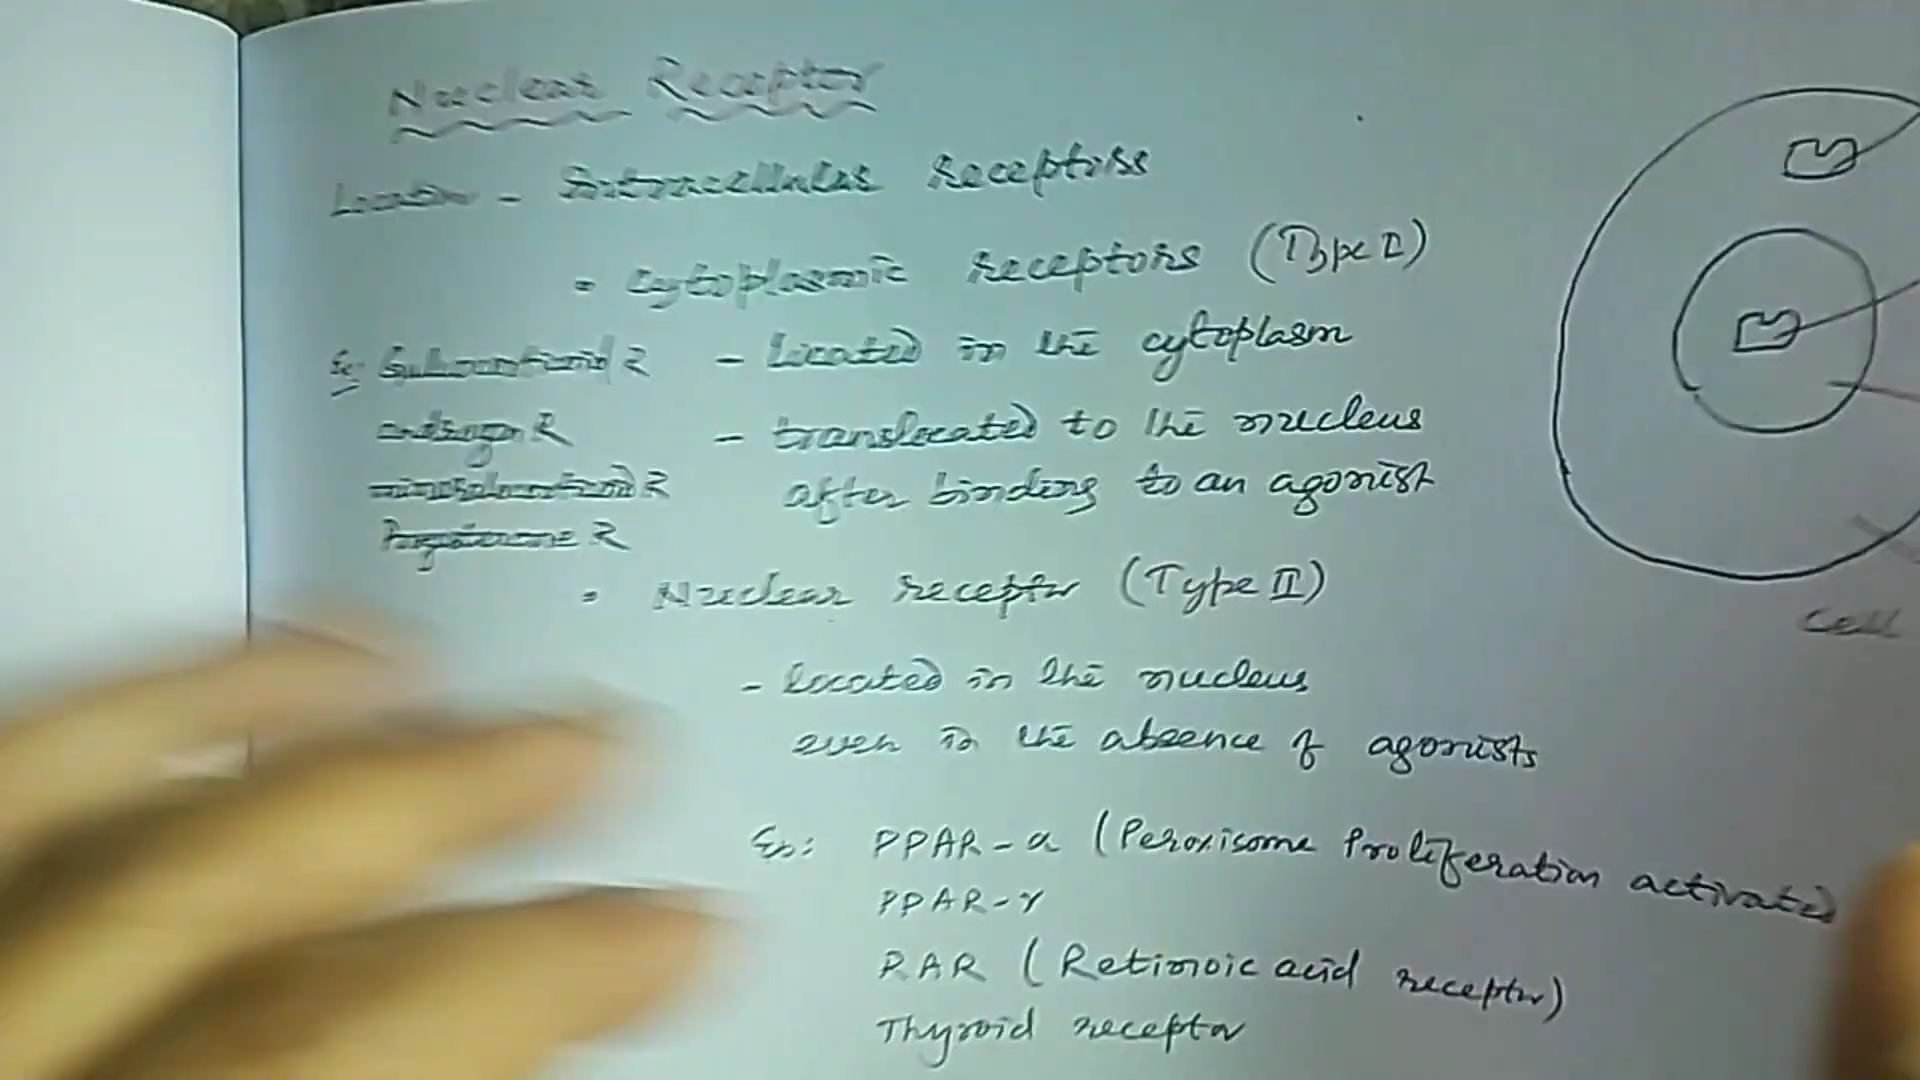 Nuclear Receptor
Location - Intracellular receptors
= cytoplasmic receptors (Type I)
Ex: Glucocorticoid R
androgen R
mineralocorticoid R
Progesterone R
- Located in the cytoplasm
- translocated to the nucleus
after binding to an agonist
= Nuclear receptor (Type II)
- located in the nucleus
even in the absence of agonists
Ex: PPAR-α (Peroxisome Proliferation activated
PPAR-γ
RAR (Retinoic acid receptor)
Thyroid receptor
Cell